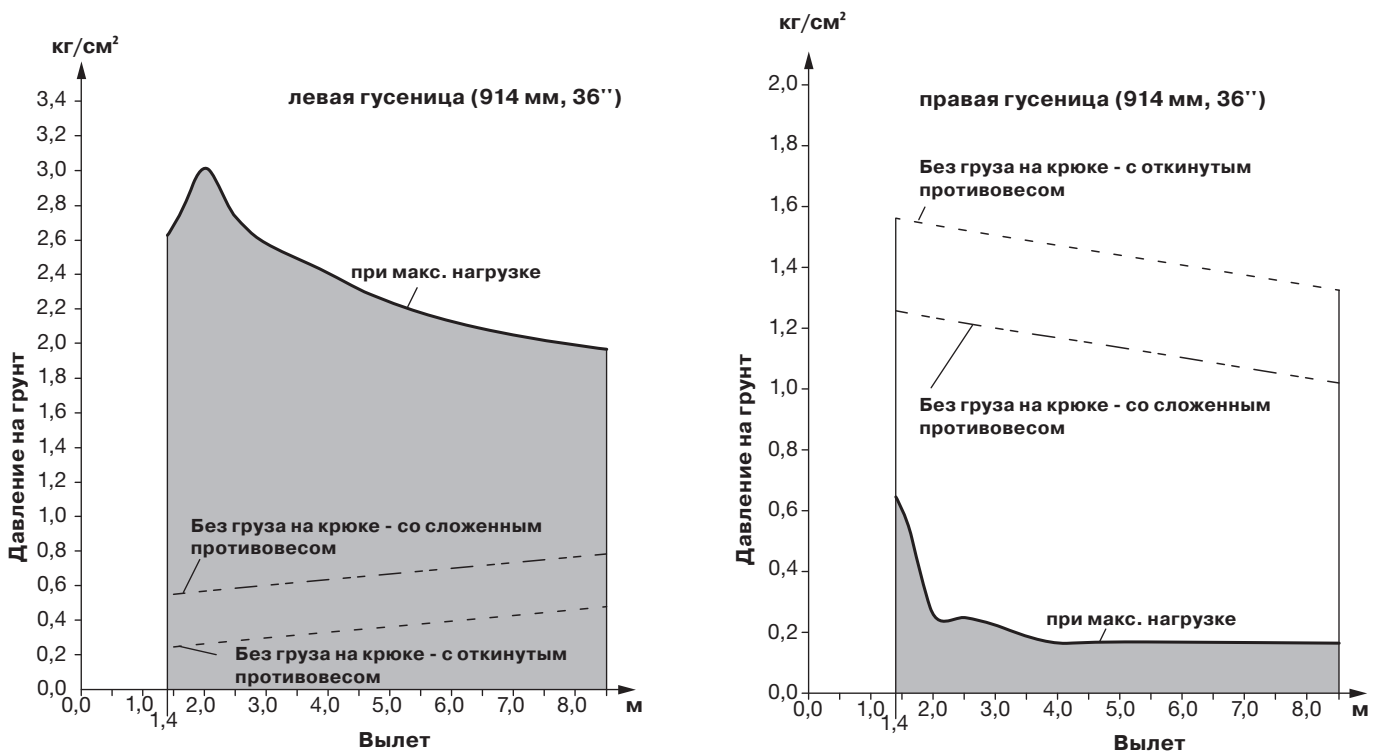 кг/см²
левая гусеница (914 мм, 36'')
3,4
3,2
3,0
2,8
2,6
2,4
2,2
2,0
1,8
1,6
1,4
1,2
1,0
0,8
0,6
0,4
0,2
0,0
Давление на грунт
при макс. нагрузке
Без груза на крюке - со сложенным
противовесом
Без груза на крюке - с откинутым
противовесом
0,0 1,0 2,0 3,0 4,0 5,0 6,0 7,0 8,0 м
1,4
Вылет
кг/см²
правая гусеница (914 мм, 36'')
2,0
1,8
1,6
1,4
1,2
1,0
0,8
0,6
0,4
0,2
0,0
Давление на грунт
Без груза на крюке - с откинутым
противовесом
Без груза на крюке - со сложенным
противовесом
при макс. нагрузке
0,0 1,0 2,0 3,0 4,0 5,0 6,0 7,0 8,0 м
1,4
Вылет